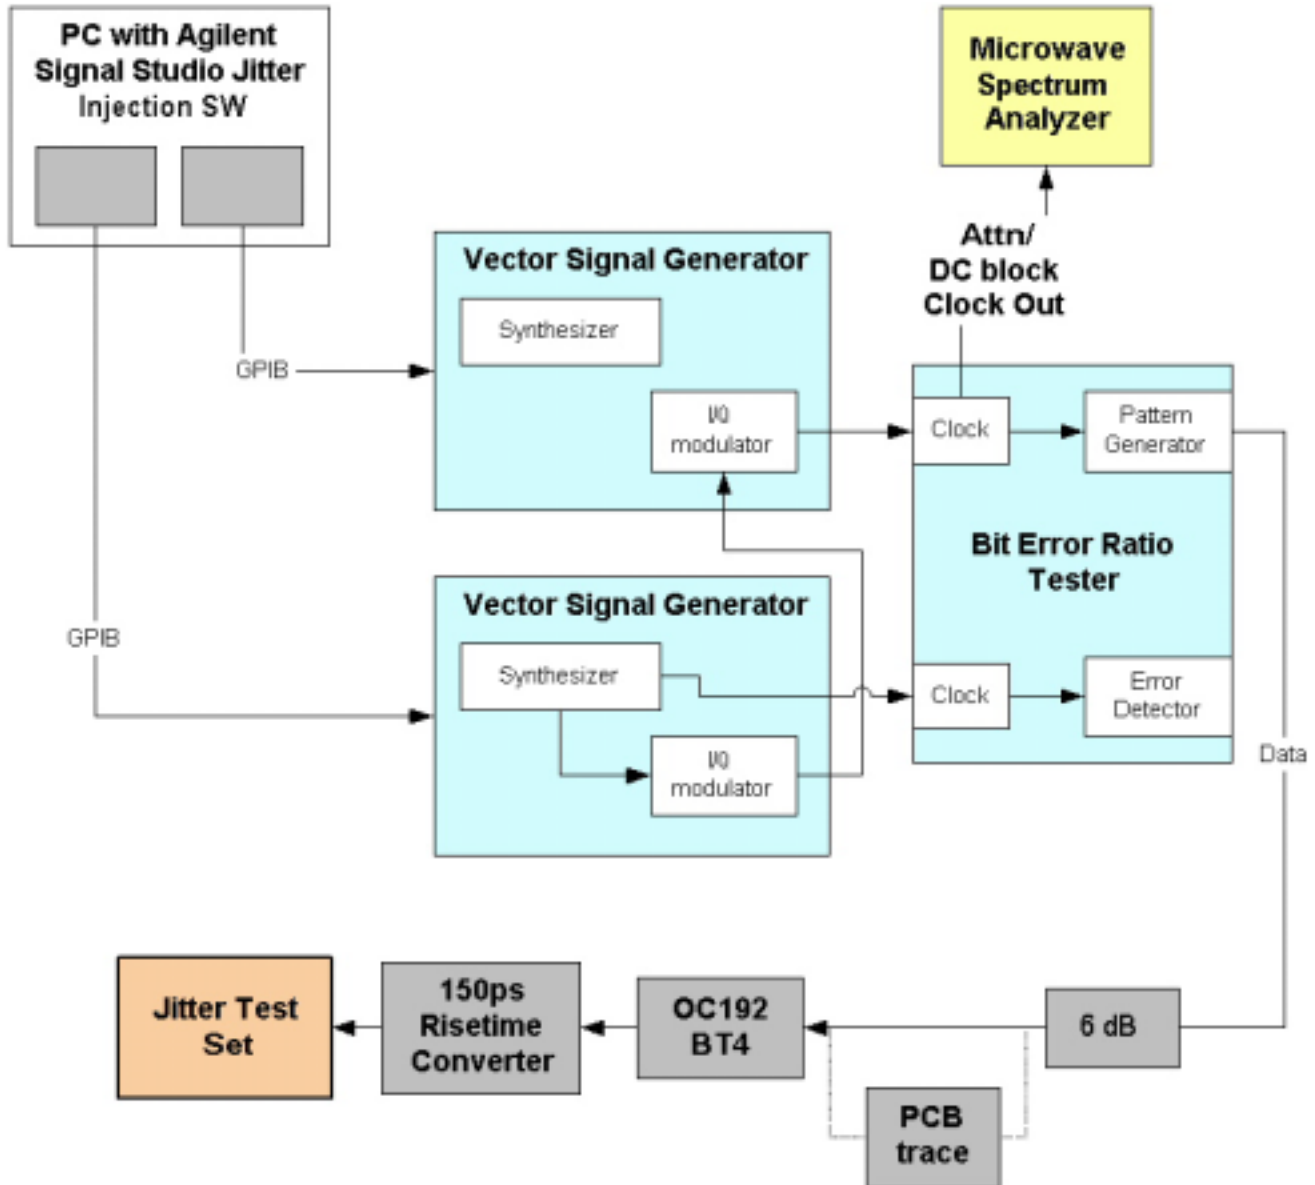 PC with Agilent
Signal Studio Jitter
Injection SW
Microwave
Spectrum
Analyzer
Attn/
DC block
Clock Out
Vector Signal Generator
Synthesizer
GPIB
I/Q
modulator
Clock
Pattern
Generator
Bit Error Ratio
Tester
Vector Signal Generator
GPIB
Synthesizer
Clock
Error
Detector
I/Q
modulator
Data
Jitter Test
Set
150ps
Risetime
Converter
OC192
BT4
6 dB
PCB
trace